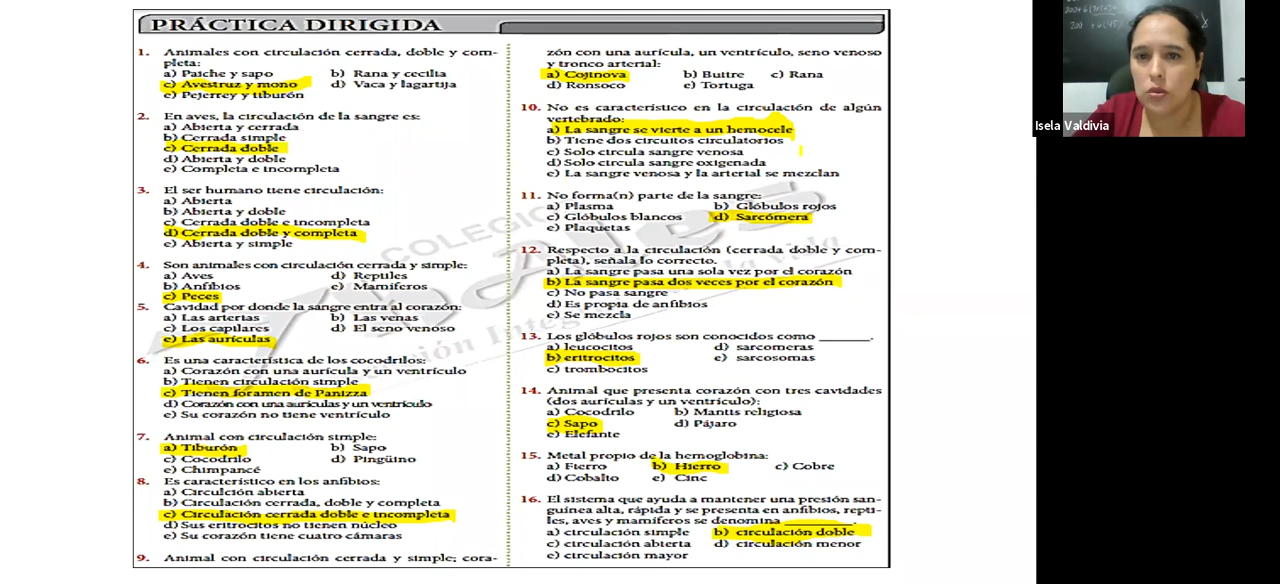 PRÁCTICA DIRIGIDA
1. Animales con circulación cerrada, doble y com-
pleta:
a) Paiche y sapo b) Rana y cecilia
c) Avestruz y mono d) Vaca y lagartija
e) Pejerrey y tiburón
2. En aves, la circulación de la sangre es:
a) Abierta y cerrada
b) Cerrada simple
c) Cerrada doble
d) Abierta y doble
e) Completa e incompleta
3. El ser humano tiene circulación:
a) Abierta
b) Abierta y doble
c) Cerrada doble e incompleta
d) Cerrada doble y completa
e) Abierta y simple
4. Son animales con circulación cerrada y simple:
a) Aves d) Reptiles
b) Anfibios e) Mamíferos
c) Peces
5. Cavidad por donde la sangre entra al corazón:
a) Las arterias b) Las venas
c) Los capilares d) El seno venoso
e) Las aurículas
6. Es una característica de los cocodrilos:
a) Corazón con una aurícula y un ventrículo
b) Tienen circulación simple
c) Tienen foramen de Panizza
d) Corazón con una aurículas y un ventrículo
e) Su corazón no tiene ventrículo
7. Animal con circulación simple:
a) Tiburón b) Sapo
c) Cocodrilo d) Pingüino
e) Chimpancé
8. Es característico en los anfibios:
a) Circulción abierta
b) Circulación cerrada, doble y completa
c) Circulación cerrada doble e incompleta
d) Sus eritrocitos no tienen núcleo
e) Su corazón tiene cuatro cámaras
9. Animal con circulación cerrada y simple; cora-
zón con una aurícula, un ventrículo, seno venoso
y tronco arterial:
a) Cojinova b) Buitre c) Rana
d) Ronsoco e) Tortuga
10. No es característico en la circulación de algún
vertebrado:
a) La sangre se vierte a un hemocele
b) Tiene dos circuitos circulatorios
c) Solo circula sangre venosa
d) Solo circula sangre oxigenada
e) La sangre venosa y la arterial se mezclan
11. No forma(n) parte de la sangre:
a) Plasma b) Glóbulos rojos
c) Glóbulos blancos d) Sarcómera
e) Plaquetas
12. Respecto a la circulación (cerrada doble y com-
pleta), señala lo correcto.
a) La sangre pasa una sola vez por el corazón
b) La sangre pasa dos veces por el corazón
c) No pasa sangre
d) Es propia de anfibios
e) Se mezcla
13. Los glóbulos rojos son conocidos como _______.
a) leucocitos d) sarcomeras
b) eritrocitos e) sarcosomas
c) trombocitos
14. Animal que presenta corazón con tres cavidades
(dos aurículas y un ventrículo):
a) Cocodrilo b) Mantis religiosa
c) Sapo d) Pájaro
e) Elefante
15. Metal propio de la hemoglobina:
a) Fierro b) Hierro c) Cobre
d) Cobalto e) Cinc
16. El sistema que ayuda a mantener una presión san-
guínea alta, rápida y se presenta en anfibios, repti-
les, aves y mamíferos se denomina _________.
a) circulación simple b) circulación doble
c) circulación abierta d) circulación menor
e) circulación mayor
COLEGIO
Isela Valdivia